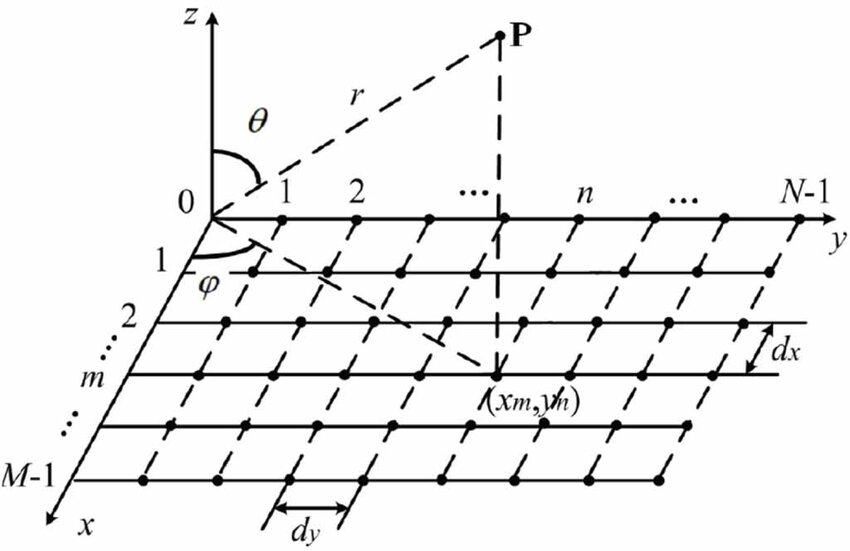 z
P
r
θ
0
1
2
...
n
...
N-1
y
1
φ
2
...
dx
m
(xm,yn)
...
M-1
x
dy